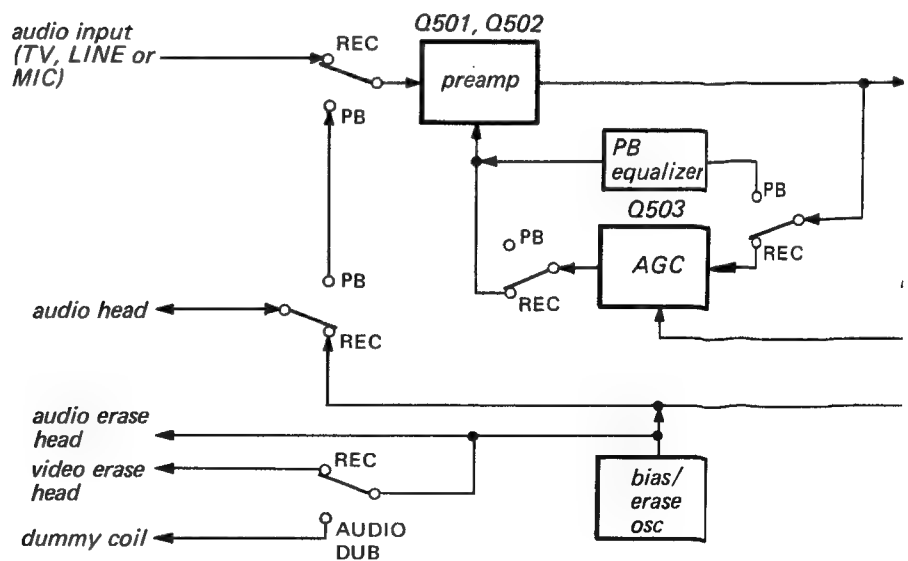 audio input
(TV, LINE or
MIC)
REC
Q501, Q502
preamp
PB
PB
equalizer
PB
Q503
PB
AGC
REC
REC
PB
audio head
REC
audio erase
head
video erase
head
REC
bias/
erase
osc
dummy coil
AUDIO
DUB